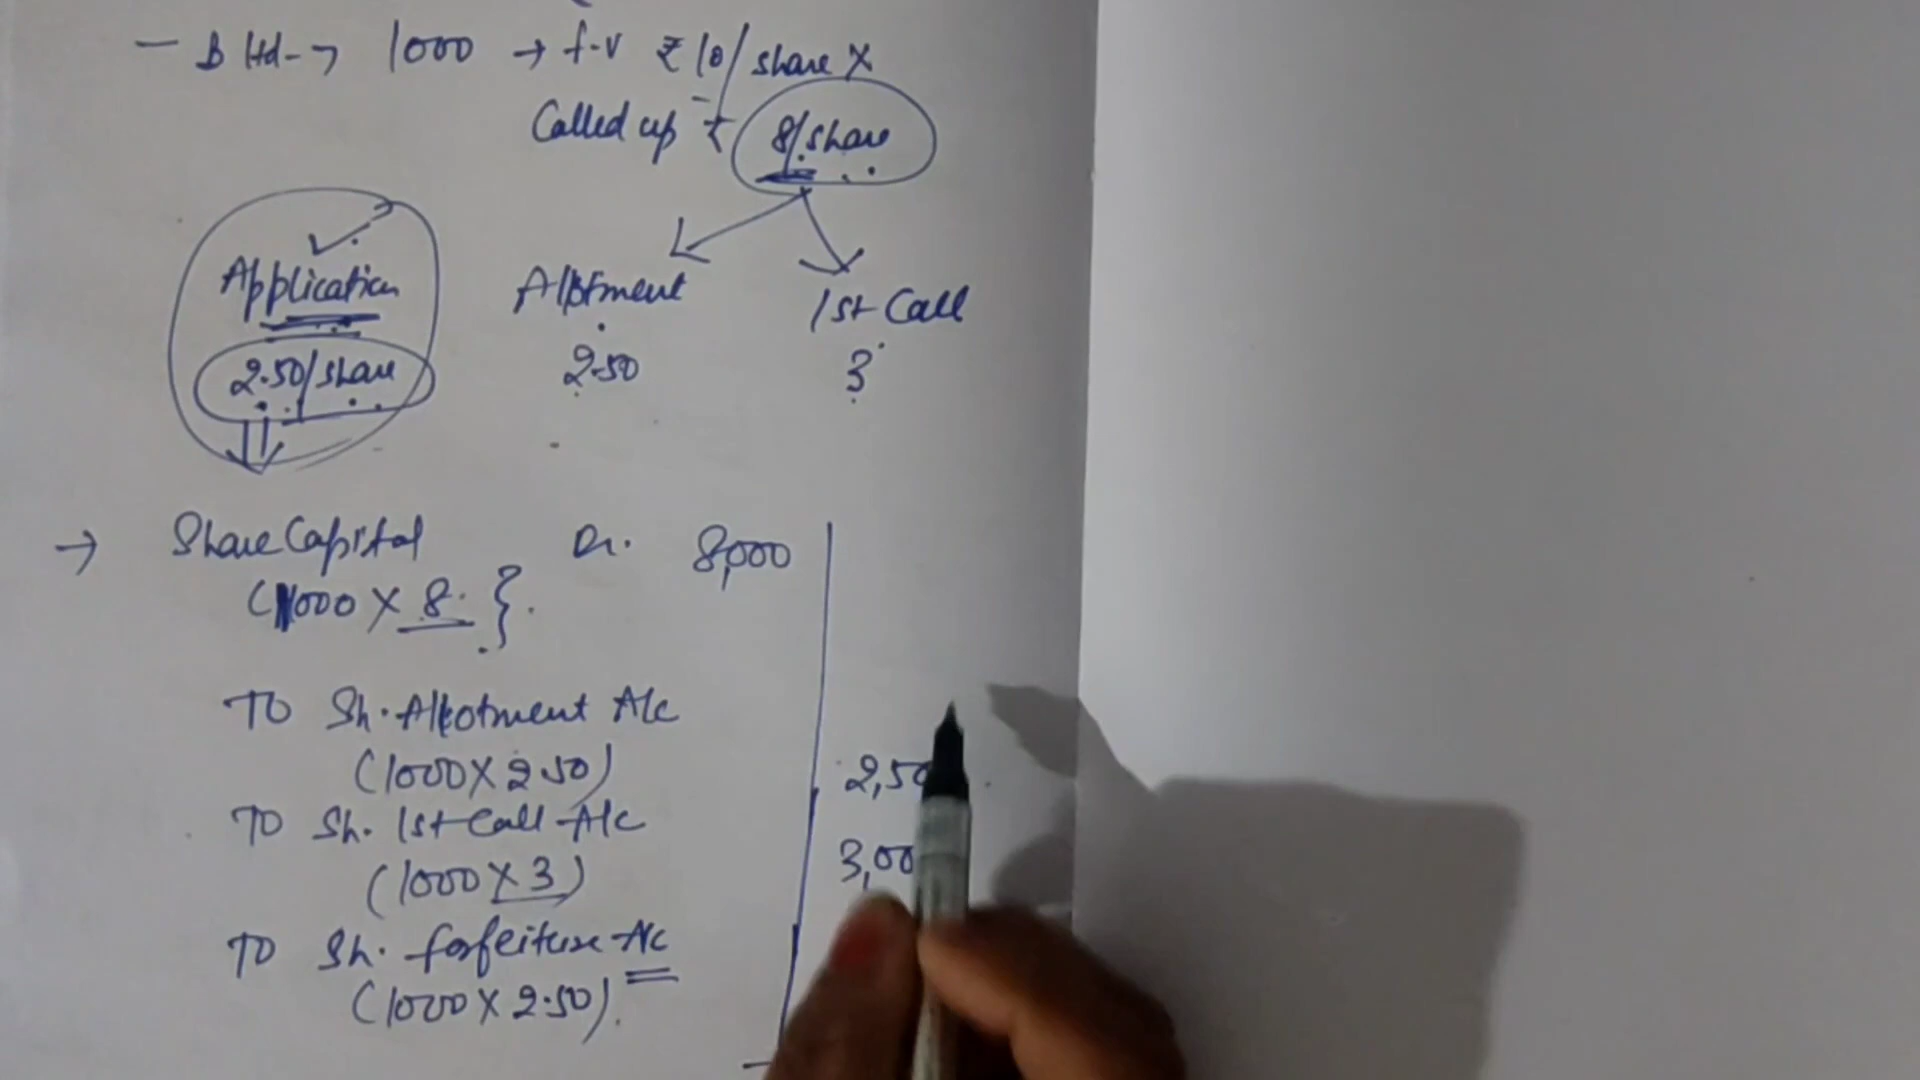 — B Ltd → 1000 → f.v ₹ 10/share X
Called up ₹ 8/share
Application Allotment 1st Call
2.50/share 2.50 3
→ Share Capital Dr. 8,000
(1000 X 8 }
TO Sh. Allotment A/c
(1000 X 2.50) 2,50
TO Sh. 1st Call A/c
(1000 X 3) 3,00
TO Sh. forfeiture A/c
(1000 X 2.50)